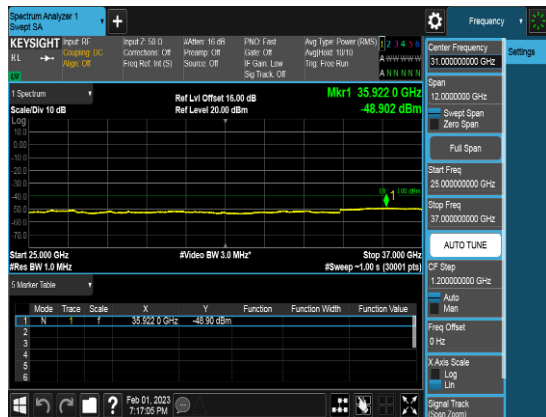 Spectrum Analyzer 1
Swept SA
+
Frequency
KEYSIGHT Input: RF
RL
Coupling: DC
Align: Off
LV
Input Z: 50 Ω
Corrections: Off
Freq Ref: Int (S)
#Atten: 16 dB
Preamp: Off
Source: Off
PNO: Fast
Gate: Off
IF Gain: Low
Sig Track: Off
Avg Type: Power (RMS)
Avg|Hold: 10/10
Trig: Free Run
1 2 3 4 5 6
A W W W W W
A N N N N N
1 Spectrum
Scale/Div 10 dB
Log
Ref Lvl Offset 16.00 dB
Ref Level 20.00 dBm
Mkr1 35.922 0 GHz
-48.902 dBm
10.0
0.00
-10.0
-20.0
-30.0
-40.0
-50.0
-60.0
-70.0
1
Start 25.000 GHz
#Res BW 1.0 MHz
#Video BW 3.0 MHz*
Stop 37.000 GHz
#Sweep ~1.00 s (30001 pts)
5 Marker Table
Mode Trace Scale X Y Function Function Width Function Value
1 N 1 f 35.922 0 GHz -48.90 dBm
2
3
4
5
6
?
Feb 01, 2023
7:17:05 PM
Center Frequency
31.000000000 GHz
Settings
Span
12.0000000 GHz
Swept Span
Zero Span
Full Span
Start Freq
25.000000000 GHz
Stop Freq
37.000000000 GHz
AUTO TUNE
CF Step
1.200000000 GHz
Auto
Man
Freq Offset
0 Hz
X Axis Scale
Log
Lin
Signal Track
(Span Zoom)